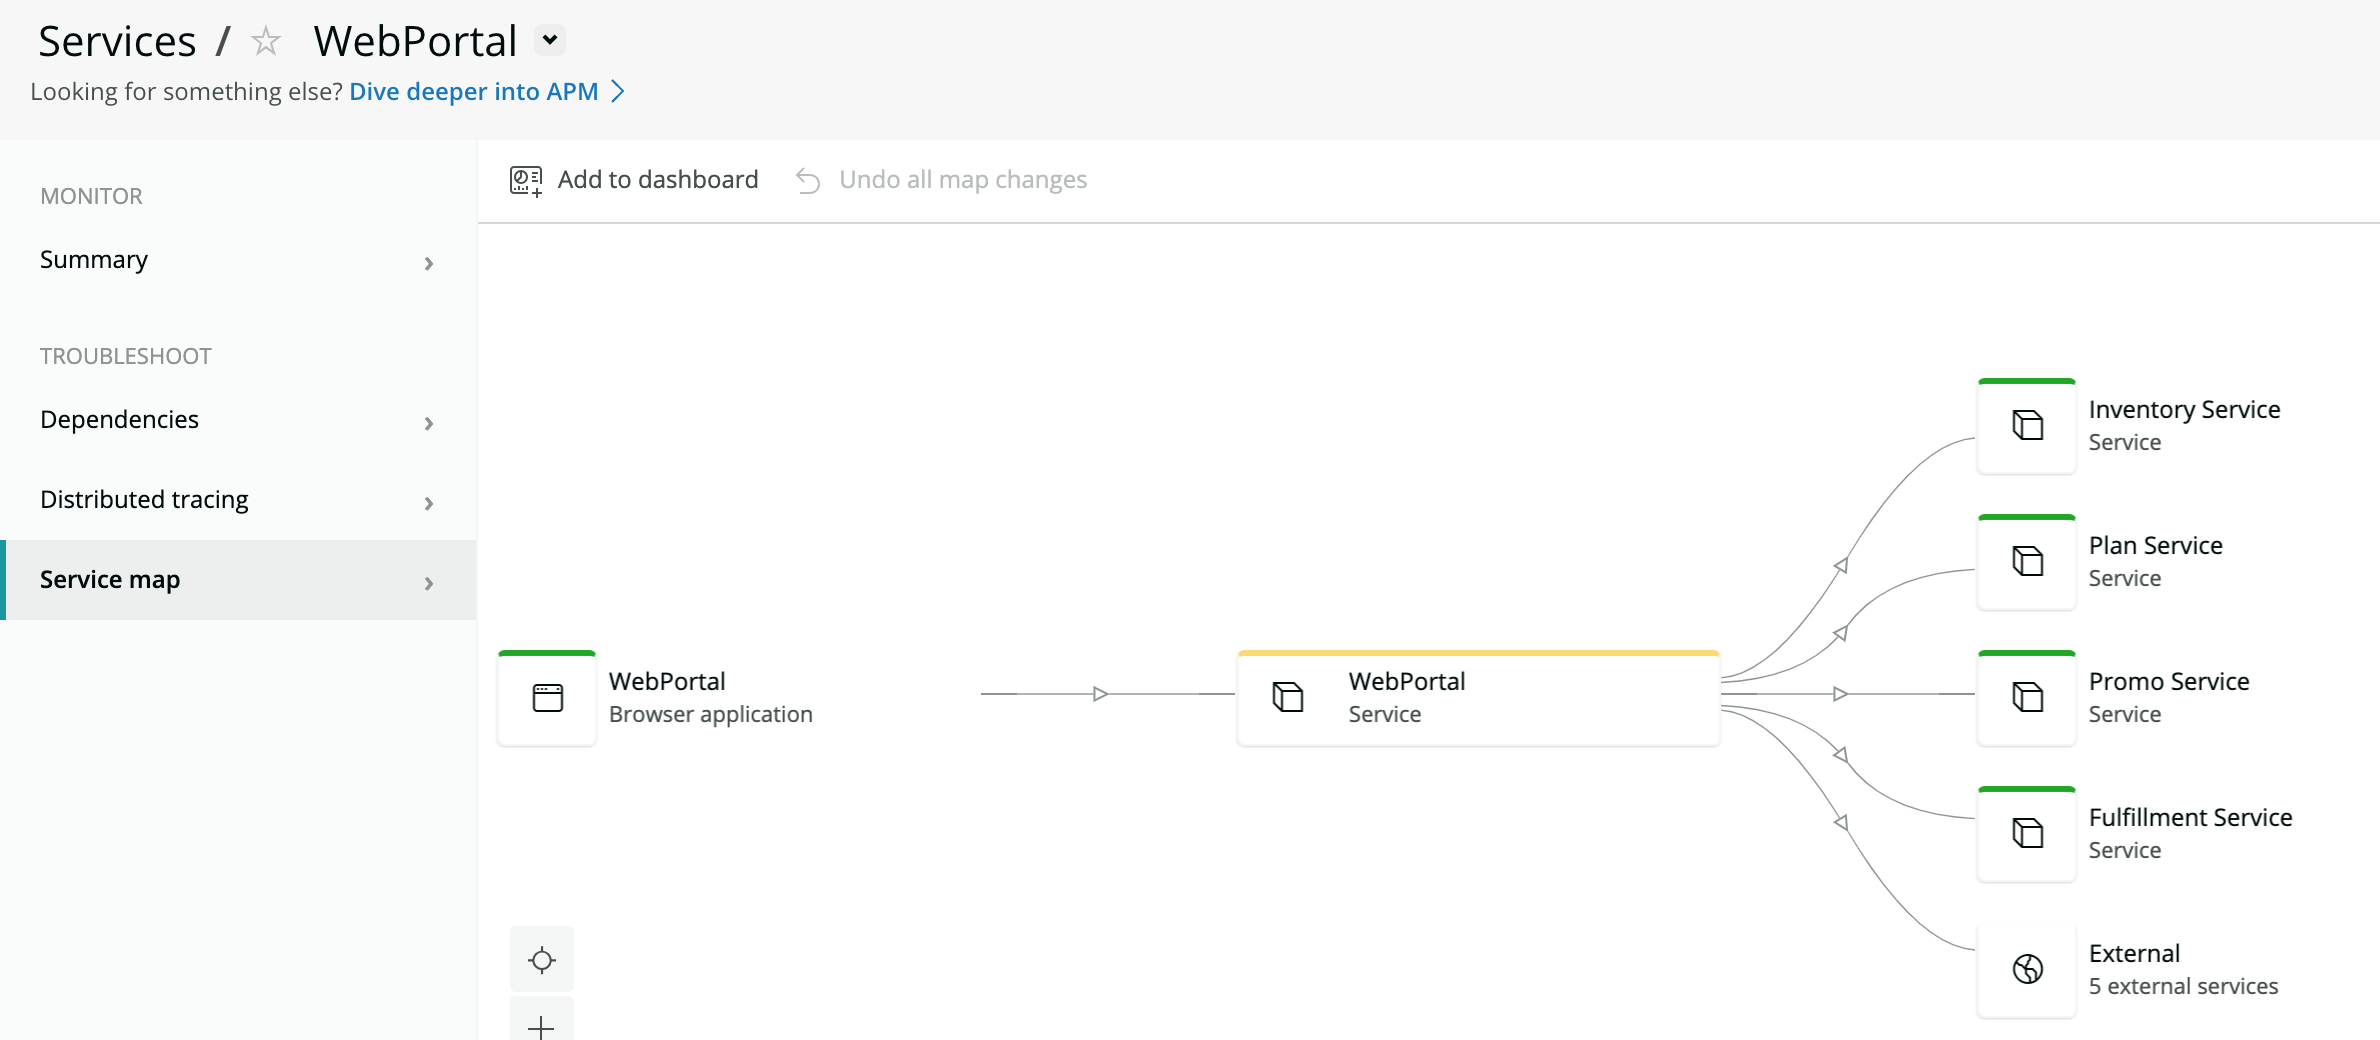 Services / WebPortal
Looking for something else? Dive deeper into APM
MONITOR
Summary
TROUBLESHOOT
Dependencies
Distributed tracing
Service map
Add to dashboard
Undo all map changes
WebPortal
Browser application
WebPortal
Service
Inventory Service
Service
Plan Service
Service
Promo Service
Service
Fulfillment Service
Service
External
5 external services